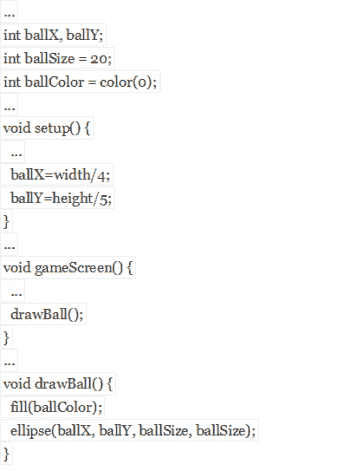 ...
int ballX, ballY;
int ballSize = 20;
int ballColor = color(0);
...
void setup() {
  ...
  ballX=width/4;
  ballY=height/5;
}
...
void gameScreen() {
  ...
  drawBall();
}
...
void drawBall() {
  fill(ballColor);
  ellipse(ballX, ballY, ballSize, ballSize);
}